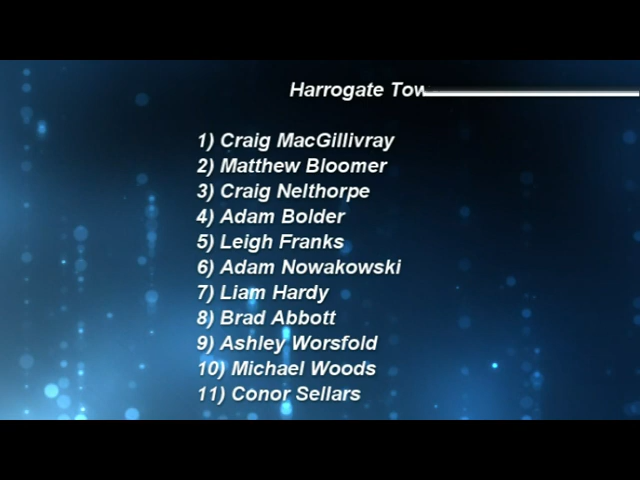 Harrogate Tow
1) Craig MacGillivray
2) Matthew Bloomer
3) Craig Nelthorpe
4) Adam Bolder
5) Leigh Franks
6) Adam Nowakowski
7) Liam Hardy
8) Brad Abbott
9) Ashley Worsfold
10) Michael Woods
11) Conor Sellars